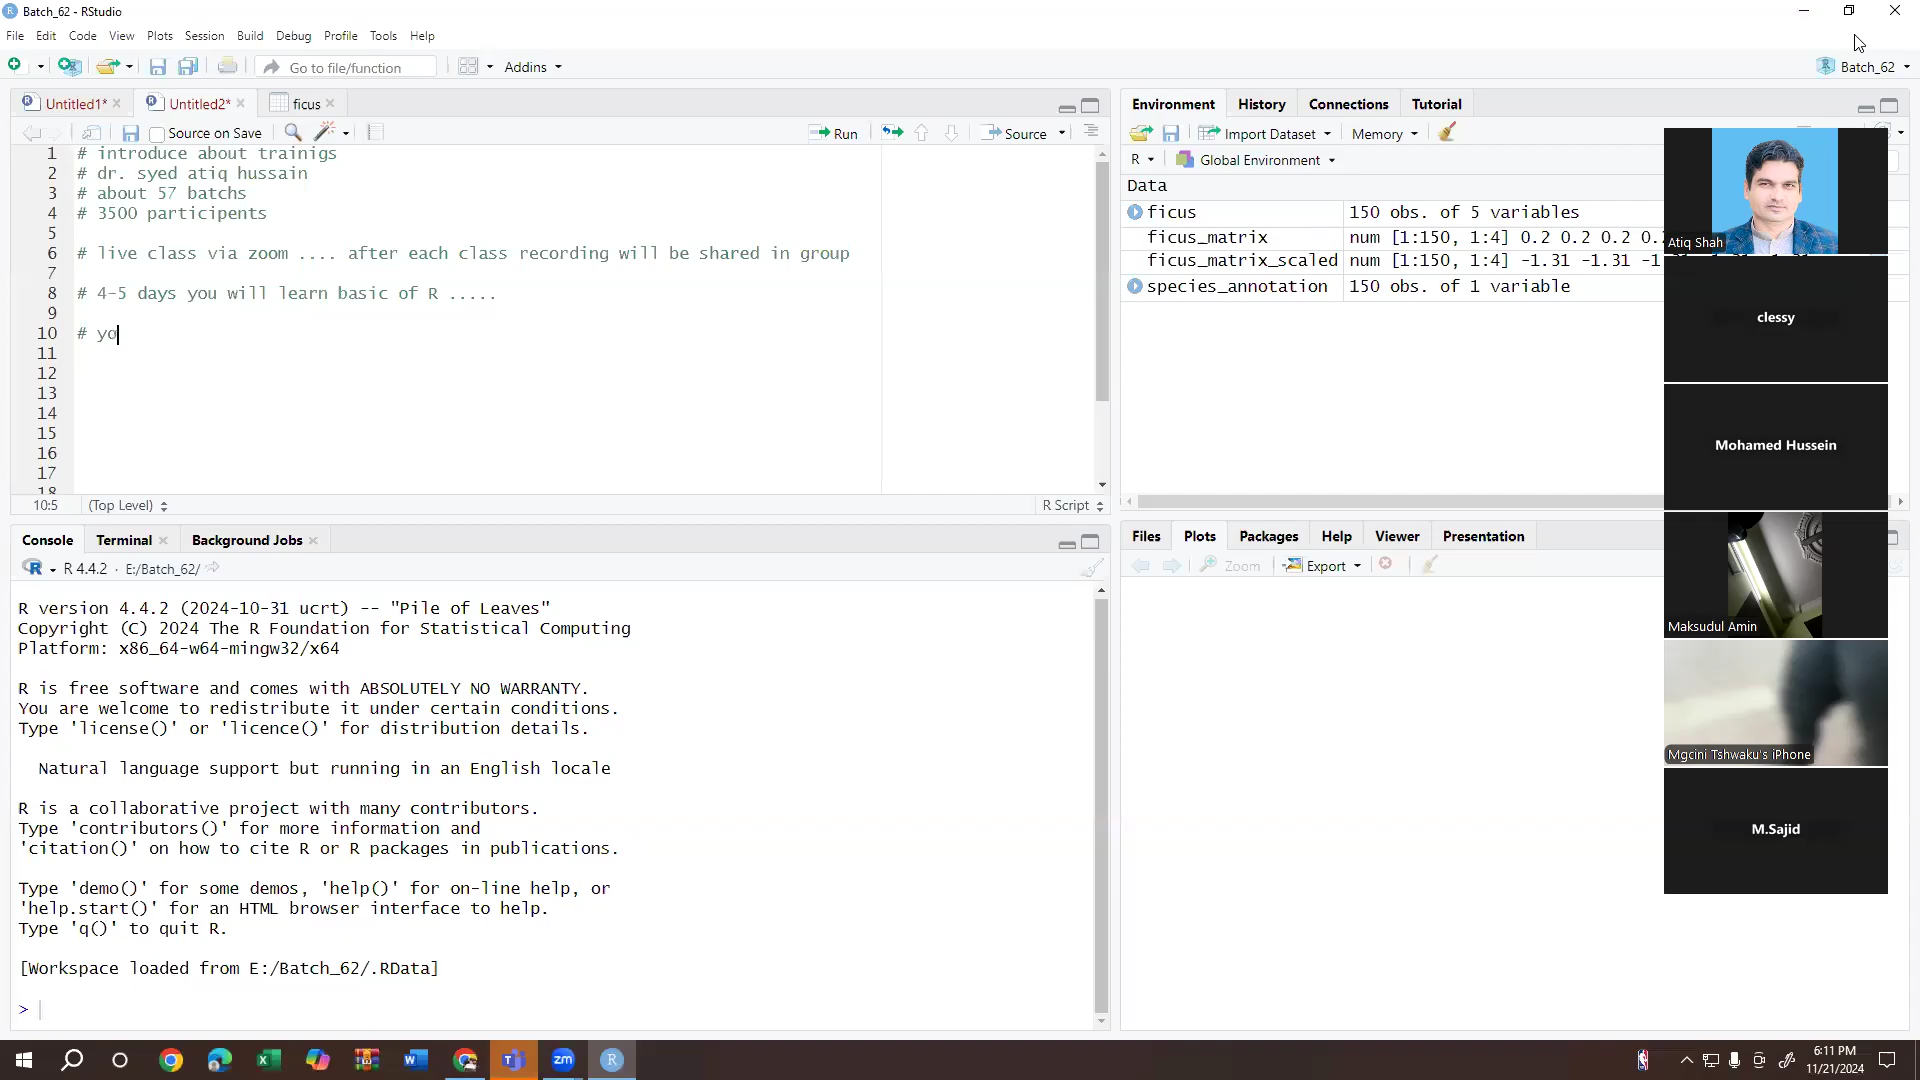 Batch_62 - RStudio
File Edit Code View Plots Session Build Debug Profile Tools Help
Go to file/function
Addins
Batch_62
Untitled1*
Untitled2*
ficus
Source on Save
Run
Source
1 # introduce about trainigs
2 # dr. syed atiq hussain
3 # about 57 batchs
4 # 3500 participents
5
6 # live class via zoom .... after each class recording will be shared in group
7
8 # 4-5 days you will learn basic of R .....
9
10 # yo
11
12
13
14
15
16
17
18
10:5 (Top Level) R Script
Console Terminal Background Jobs
R 4.4.2 · E:/Batch_62/
R version 4.4.2 (2024-10-31 ucrt) -- "Pile of Leaves"
Copyright (C) 2024 The R Foundation for Statistical Computing
Platform: x86_64-w64-mingw32/x64
R is free software and comes with ABSOLUTELY NO WARRANTY.
You are welcome to redistribute it under certain conditions.
Type 'license()' or 'licence()' for distribution details.
Natural language support but running in an English locale
R is a collaborative project with many contributors.
Type 'contributors()' for more information and
'citation()' on how to cite R or R packages in publications.
Type 'demo()' for some demos, 'help()' for on-line help, or
'help.start()' for an HTML browser interface to help.
Type 'q()' to quit R.
[Workspace loaded from E:/Batch_62/.RData]
>
Environment History Connections Tutorial
Import Dataset Memory
R Global Environment
Data
ficus 150 obs. of 5 variables
ficus_matrix num [1:150, 1:4] 0.2 0.2 0.2 0.
ficus_matrix_scaled num [1:150, 1:4] -1.31 -1.31 -1
species_annotation 150 obs. of 1 variable
Files Plots Packages Help Viewer Presentation
Zoom Export
Atiq Shah
clessy
Mohamed Hussein
Maksudul Amin
Mgcini Tshwaku's iPhone
M.Sajid
6:11 PM
11/21/2024